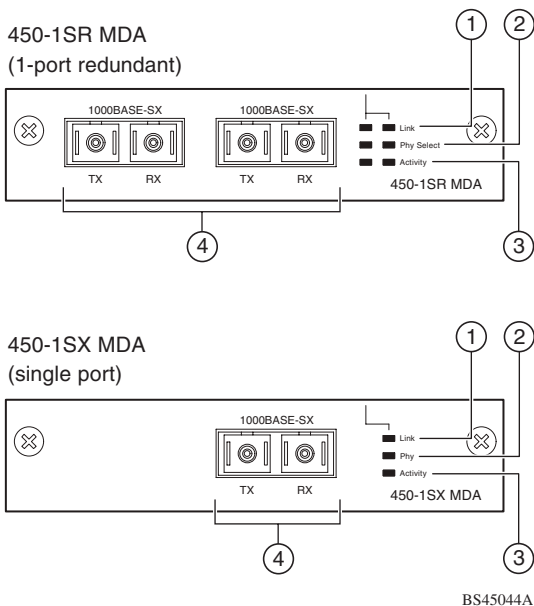 450-1SR MDA
(1-port redundant)
1
2
1000BASE-SX
1000BASE-SX
Link
Phy Select
Activity
TX
RX
TX
RX
450-1SR MDA
4
3
450-1SX MDA
(single port)
1
2
1000BASE-SX
Link
Phy
Activity
TX
RX
450-1SX MDA
4
3
BS45044A